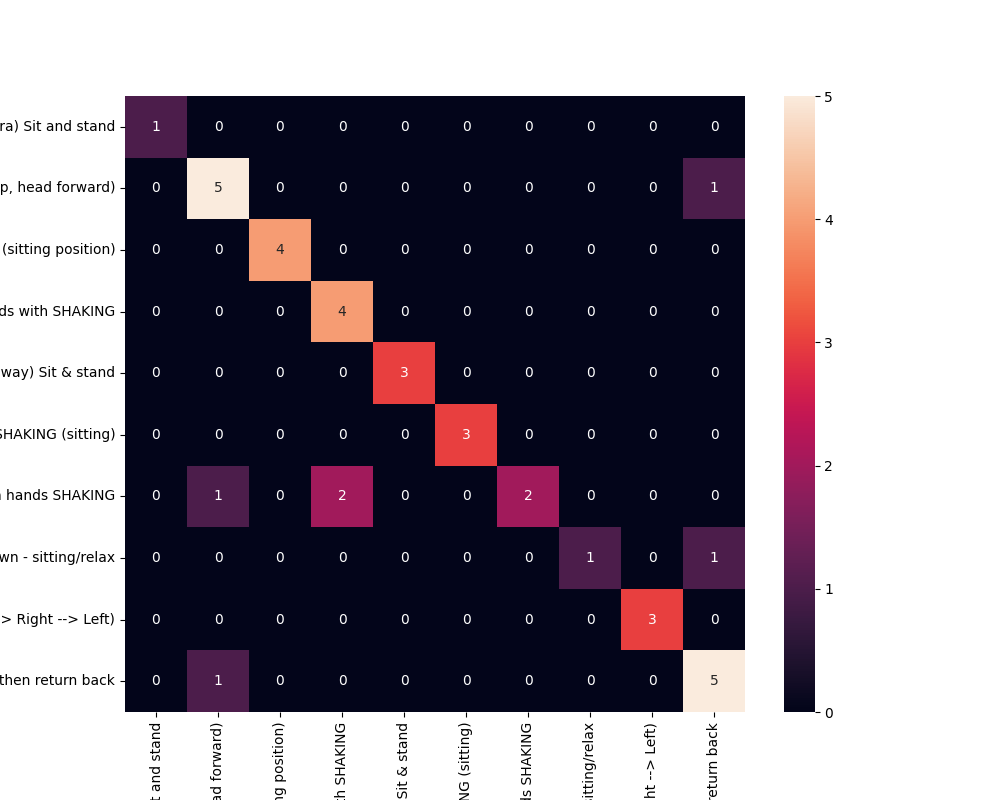 5
ra) Sit and stand 1 0 0 0 0 0 0 0 0 0
p, head forward) 0 5 0 0 0 0 0 0 0 1
4
(sitting position) 0 0 4 0 0 0 0 0 0 0
ds with SHAKING 0 0 0 4 0 0 0 0 0 0
3
way) Sit & stand 0 0 0 0 3 0 0 0 0 0
SHAKING (sitting) 0 0 0 0 0 3 0 0 0 0
2
hands SHAKING 0 1 0 2 0 0 2 0 0 0
wn - sitting/relax 0 0 0 0 0 0 0 1 0 1
1
> Right --> Left) 0 0 0 0 0 0 0 0 3 0
then return back 0 1 0 0 0 0 0 0 0 5
0
t and stand
ad forward)
ng position)
th SHAKING
Sit & stand
NG (sitting)
ds SHAKING
sitting/relax
ht --> Left)
return back